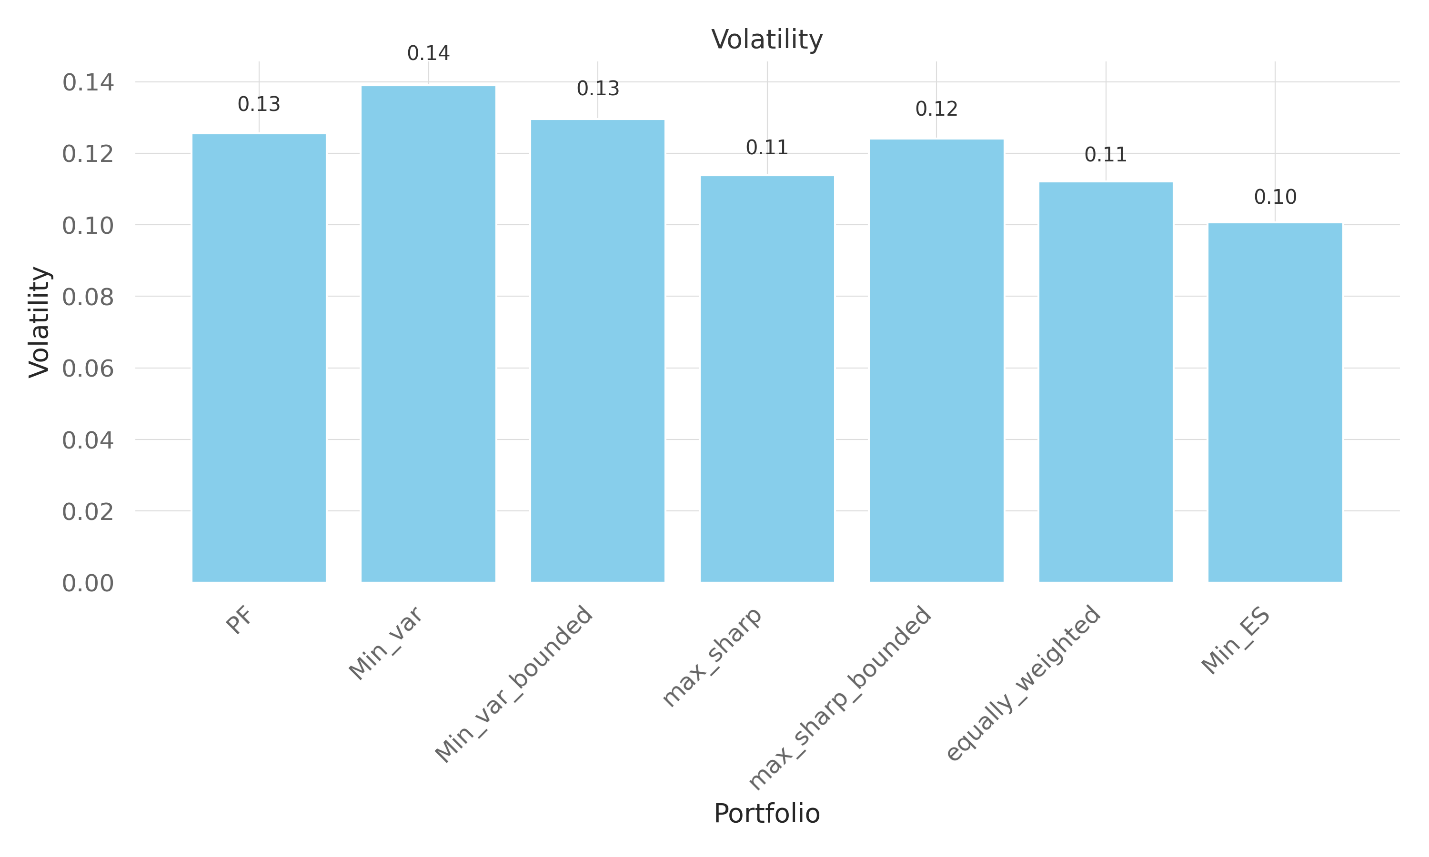 Volatility
0.14
0.13
0.13
0.12
0.11
0.11
0.10
0.14
0.12
0.10
0.08
0.06
0.04
0.02
0.00
Volatility
PF
Min_var
Min_var_bounded
max_sharp
max_sharp_bounded
equally_weighted
Min_ES
Portfolio